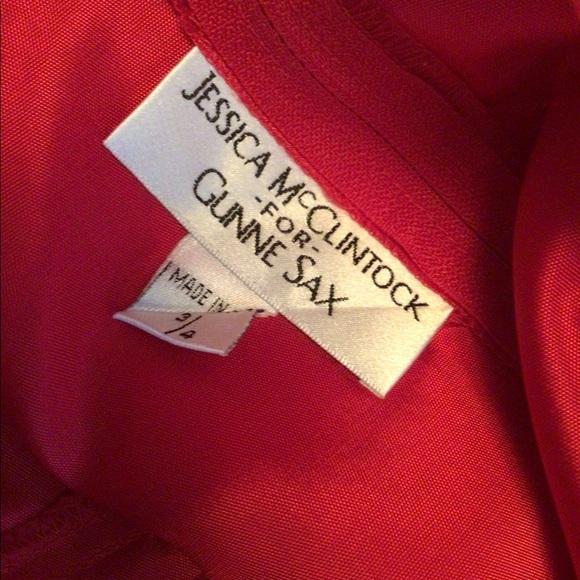 JESSICA McCLINTOCK
-FOR-
GUNNE SAX
MADE IN
3/4